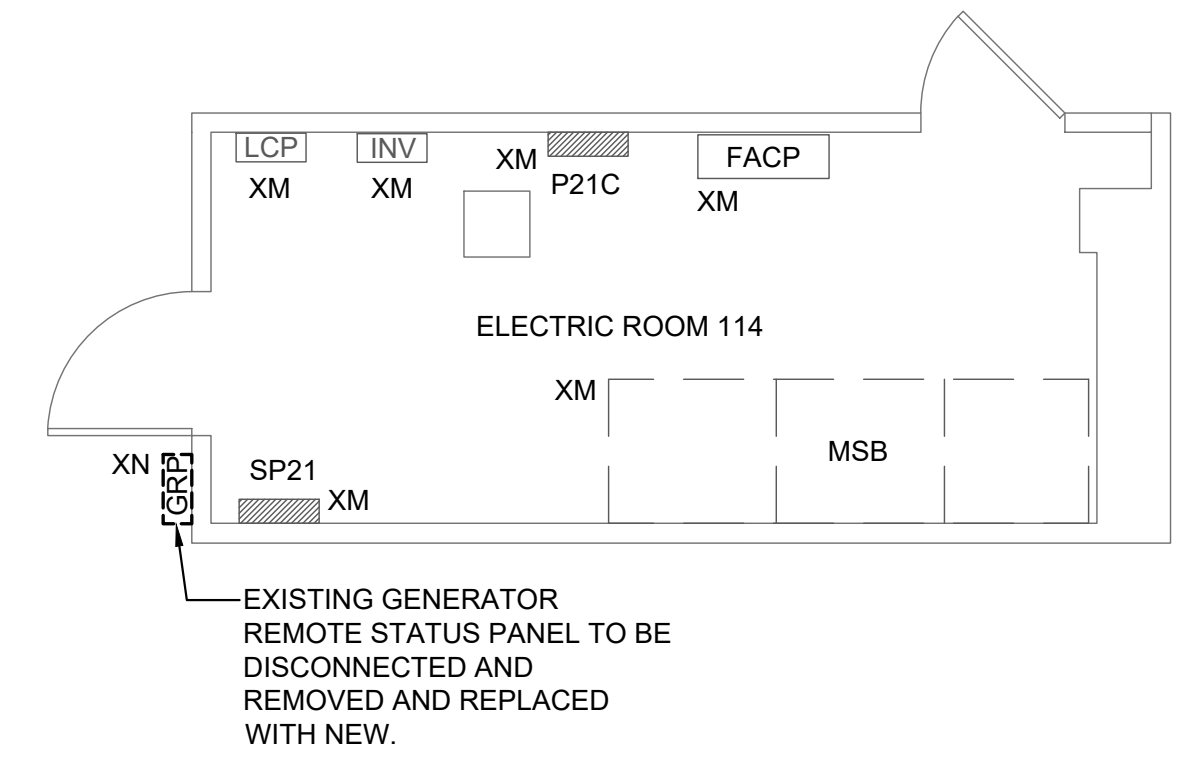 LCP
INV
XM
P21C
FACP
XM
XM
XM
ELECTRIC ROOM 114
XM
MSB
XN
GRP
SP21
XM
EXISTING GENERATOR
REMOTE STATUS PANEL TO BE
DISCONNECTED AND
REMOVED AND REPLACED
WITH NEW.